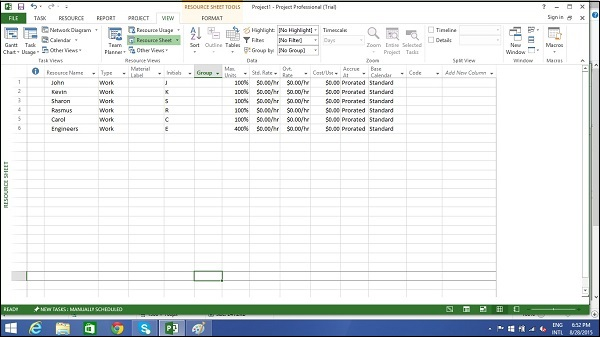 RESOURCE SHEET TOOLS
Project1 - Project Professional (Trial)
FILE TASK RESOURCE REPORT PROJECT VIEW FORMAT Sign in
Gantt Chart
Task Usage
Network Diagram
Calendar
Other Views
Task Views
Team Planner
Resource Usage
Resource Sheet
Other Views
Resource Views
Sort
Outline
Tables
Highlight: [No Highlight]
Filter: [No Filter]
Group by: [No Group]
Data
Timescale:
Days
Zoom
Entire Project
Selected Tasks
Zoom
Timeline
Details
Split View
New Window
Window
Macros
Macros
Resource Name Type Material Label Initials Group Max. Units Std. Rate Ovt. Rate Cost/Use Accrue At Base Calendar Code Add New Column
1 John Work J 100% $0.00/hr $0.00/hr $0.00 Prorated Standard
2 Kevin Work K 100% $0.00/hr $0.00/hr $0.00 Prorated Standard
3 Sharon Work S 100% $0.00/hr $0.00/hr $0.00 Prorated Standard
4 Rasmus Work R 100% $0.00/hr $0.00/hr $0.00 Prorated Standard
5 Carol Work C 100% $0.00/hr $0.00/hr $0.00 Prorated Standard
6 Engineers Work E 400% $0.00/hr $0.00/hr $0.00 Prorated Standard
RESOURCE SHEET
READY NEW TASKS : MANUALLY SCHEDULED
ENG 6:52 PM
INTL 8/28/2015